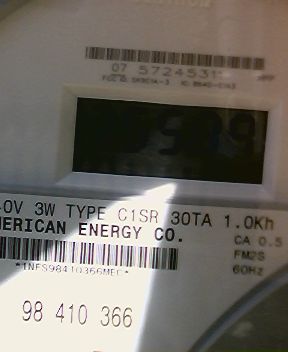 07 5724531
40V 3W TYPE C1SR 30TA 1.0Kh
MERICAN ENERGY CO.
CA 0.5
FM2S
60Hz
*INFS98410366MEC*
98 410 366